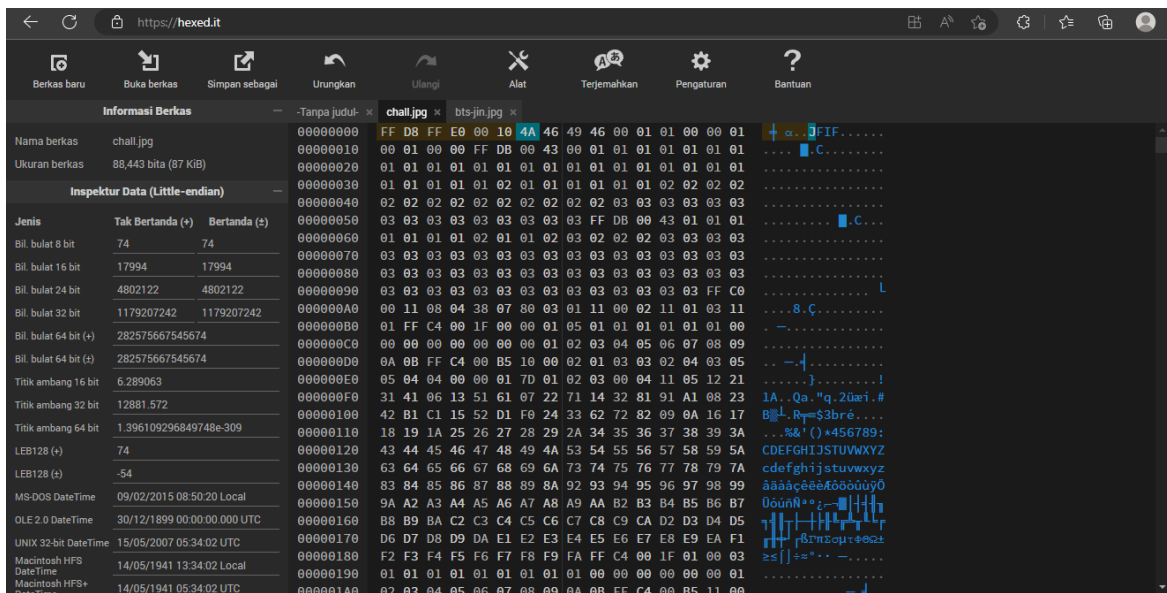 https://hexed.it
Berkas baru
Buka berkas
Simpan sebagai
Urungkan
Ulangi
Alat
Terjemahkan
Pengaturan
Bantuan
Informasi Berkas
-Tanpa judul- × chall.jpg × bts-jin.jpg ×
Nama berkas chall.jpg
Ukuran berkas 88,443 bita (87 KiB)
Inspektur Data (Little-endian)
Jenis Tak Bertanda (+) Bertanda (±)
Bil. bulat 8 bit 74 74
Bil. bulat 16 bit 17994 17994
Bil. bulat 24 bit 4802122 4802122
Bil. bulat 32 bit 1179207242 1179207242
Bil. bulat 64 bit (+) 282575667545674
Bil. bulat 64 bit (±) 282575667545674
Titik ambang 16 bit 6.289063
Titik ambang 32 bit 12881.572
Titik ambang 64 bit 1.396109296849748e-309
LEB128 (+) 74
LEB128 (±) -54
MS-DOS DateTime 09/02/2015 08:50:20 Local
OLE 2.0 DateTime 30/12/1899 00:00:00.000 UTC
UNIX 32-bit DateTime 15/05/2007 05:34:02 UTC
Macintosh HFS DateTime 14/05/1941 13:34:02 Local
Macintosh HFS+ 14/05/1941 05:34:02 UTC
00000000 FF D8 FF E0 00 10 4A 46 49 46 00 01 01 00 00 01 ╪ α..JFIF......
00000010 00 01 00 00 FF DB 00 43 00 01 01 01 01 01 01 01 .... █.C........
00000020 01 01 01 01 01 01 01 01 01 01 01 01 01 01 01 01 ................
00000030 01 01 01 01 01 02 01 01 01 01 01 01 02 02 02 02 ................
00000040 02 02 02 02 02 02 02 02 02 02 02 03 03 03 03 03 ................
00000050 03 03 03 03 03 03 03 03 03 FF DB 00 43 01 01 01 ......... █.C...
00000060 01 01 01 01 02 01 01 02 03 02 02 02 03 03 03 03 ................
00000070 03 03 03 03 03 03 03 03 03 03 03 03 03 03 03 03 ................
00000080 03 03 03 03 03 03 03 03 03 03 03 03 03 03 03 03 ................
00000090 03 03 03 03 03 03 03 03 03 03 03 03 03 03 FF C0 .............. └
000000A0 00 11 08 04 38 07 80 03 01 11 00 02 11 01 03 11 ....8.Ç.........
000000B0 01 FF C4 00 1F 00 00 01 05 01 01 01 01 01 01 00 . ─.............
000000C0 00 00 00 00 00 00 00 01 02 03 04 05 06 07 08 09 ................
000000D0 0A 0B FF C4 00 B5 10 00 02 01 03 03 02 04 03 05 .. ─.╡..........
000000E0 05 04 04 00 00 01 7D 01 02 03 00 04 11 05 12 21 ......}........!
000000F0 31 41 06 13 51 61 07 22 71 14 32 81 91 A1 08 23 1A..Qa."q.2üæí.#
00000100 42 B1 C1 15 52 D1 F0 24 33 62 72 82 09 0A 16 17 B▒┴.R╤≡$3bré....
00000110 18 19 1A 25 26 27 28 29 2A 34 35 36 37 38 39 3A ...%&'()*456789:
00000120 43 44 45 46 47 48 49 4A 53 54 55 56 57 58 59 5A CDEFGHIJSTUVWXYZ
00000130 63 64 65 66 67 68 69 6A 73 74 75 76 77 78 79 7A cdefghijstuvwxyz
00000140 83 84 85 86 87 88 89 8A 92 93 94 95 96 97 98 99 âäàåçêëèÆôöòûùÿÖ
00000150 9A A2 A3 A4 A5 A6 A7 A8 A9 AA B2 B3 B4 B5 B6 B7 ÜóúñѪº¿⌐¬▓│┤╡╢╖
00000160 B8 B9 BA C2 C3 C4 C5 C6 C7 C8 C9 CA D2 D3 D4 D5 ╕╣║┬├─┼╞╟╚╔╩╥╙╘╒
00000170 D6 D7 D8 D9 DA E1 E2 E3 E4 E5 E6 E7 E8 E9 EA F1 ╓╫╪┘┌ßΓπΣσµτΦΘΩ±
00000180 F2 F3 F4 F5 F6 F7 F8 F9 FA FF C4 00 1F 01 00 03 ≥≤⌠⌡÷≈°∙· ─.....
00000190 01 01 01 01 01 01 01 01 01 00 00 00 00 00 00 01 ................
000001A0 02 03 04 05 06 07 08 09 0A 0B FF C4 00 B5 11 00